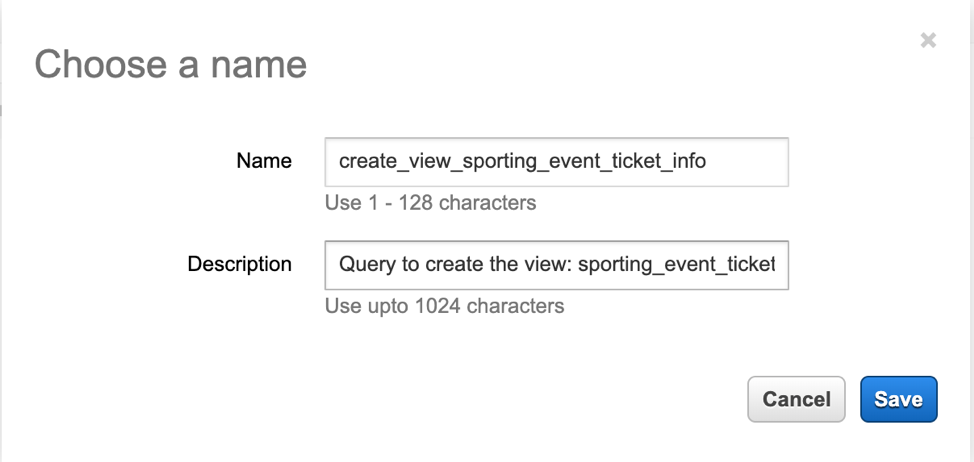 Choose a name
Name create_view_sporting_event_ticket_info
Use 1 - 128 characters
Description Query to create the view: sporting_event_ticket
Use upto 1024 characters
Cancel Save